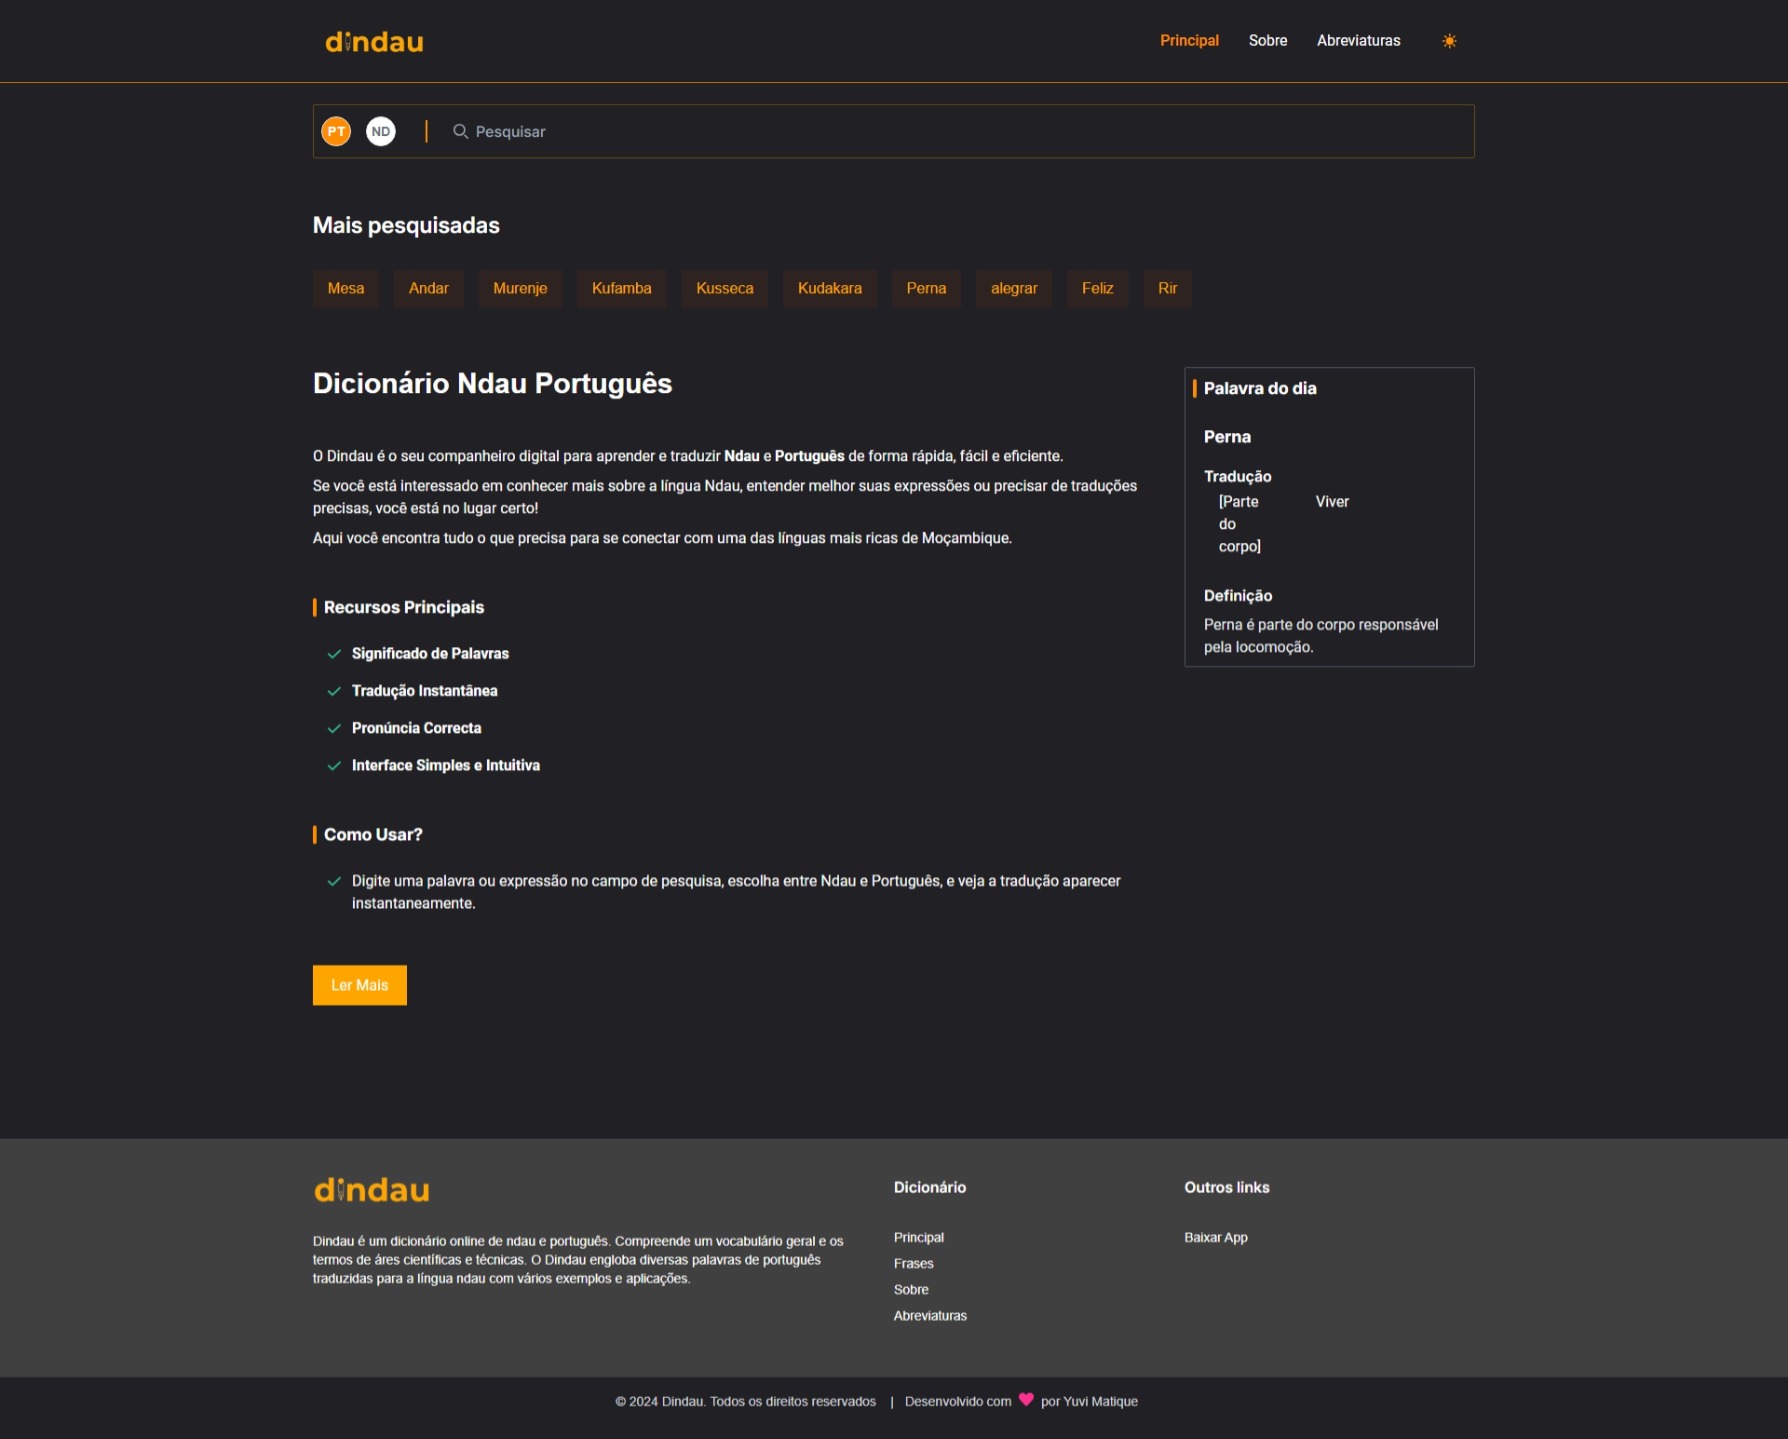 dindau
Principal Sobre Abreviaturas
PT ND Pesquisar
Mais pesquisadas
Mesa Andar Murenje Kufamba Kusseca Kudakara Perna alegrar Feliz Rir
Dicionário Ndau Português
O Dindau é o seu companheiro digital para aprender e traduzir Ndau e Português de forma rápida, fácil e eficiente.
Se você está interessado em conhecer mais sobre a língua Ndau, entender melhor suas expressões ou precisar de traduções
precisas, você está no lugar certo!
Aqui você encontra tudo o que precisa para se conectar com uma das línguas mais ricas de Moçambique.
Recursos Principais
Significado de Palavras
Tradução Instantânea
Pronúncia Correcta
Interface Simples e Intuitiva
Como Usar?
Digite uma palavra ou expressão no campo de pesquisa, escolha entre Ndau e Português, e veja a tradução aparecer
instantaneamente.
Ler Mais
Palavra do dia
Perna
Tradução
[Parte Viver
do
corpo]
Definição
Perna é parte do corpo responsável
pela locomoção.
dindau
Dindau é um dicionário online de ndau e português. Compreende um vocabulário geral e os
termos de áres científicas e técnicas. O Dindau engloba diversas palavras de português
traduzidas para a língua ndau com vários exemplos e aplicações.
Dicionário
Principal
Frases
Sobre
Abreviaturas
Outros links
Baixar App
© 2024 Dindau. Todos os direitos reservados | Desenvolvido com por Yuvi Matique